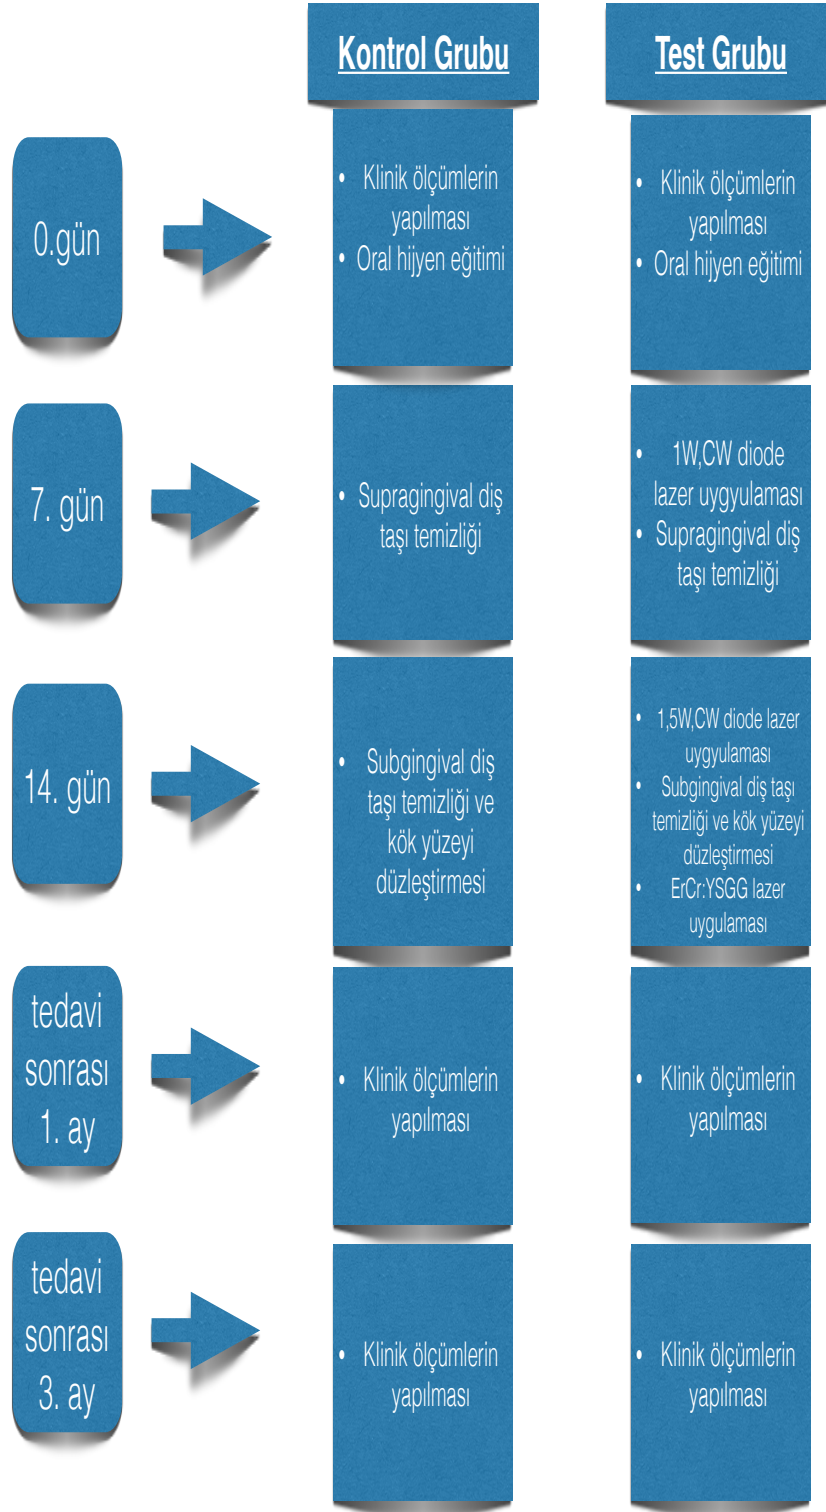 Kontrol Grubu
Test Grubu
0.gün
• Klinik ölçümlerin
yapılması
• Oral hijyen eğitimi
• Klinik ölçümlerin
yapılması
• Oral hijyen eğitimi
7. gün
• Supragingival diş
taşı temizliği
• 1W,CW diode
lazer uygyulaması
• Supragingival diş
taşı temizliği
14. gün
• Subgingival diş
taşı temizliği ve
kök yüzeyi
düzleştirmesi
• 1,5W,CW diode lazer
uygyulaması
• Subgingival diş taşı
temizliği ve kök yüzeyi
düzleştirmesi
• ErCr:YSGG lazer
uygulaması
tedavi
sonrası
1. ay
• Klinik ölçümlerin
yapılması
• Klinik ölçümlerin
yapılması
tedavi
sonrası
3. ay
• Klinik ölçümlerin
yapılması
• Klinik ölçümlerin
yapılması